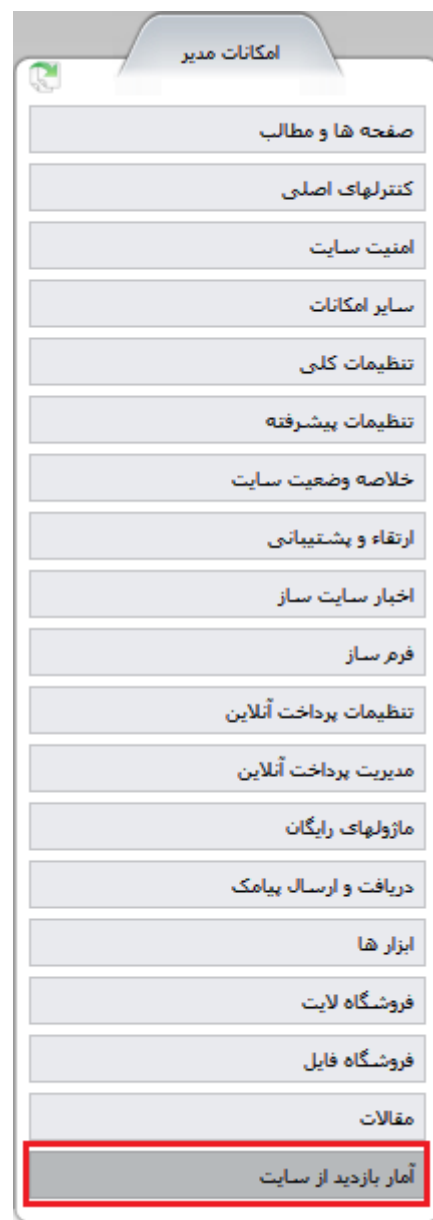 امکانات مدیر
صفحه ها و مطالب
کنترلهای اصلی
امنیت سایت
سایر امکانات
تنظیمات کلی
تنظیمات پیشرفته
خلاصه وضعیت سایت
ارتقاء و پشتیبانی
اخبار سایت ساز
فرم ساز
تنظیمات پرداخت آنلاین
مدیریت پرداخت آنلاین
ماژولهای رایگان
دریافت و ارسال پیامک
ابزار ها
فروشگاه لایت
فروشگاه فایل
مقالات
آمار بازدید از سایت